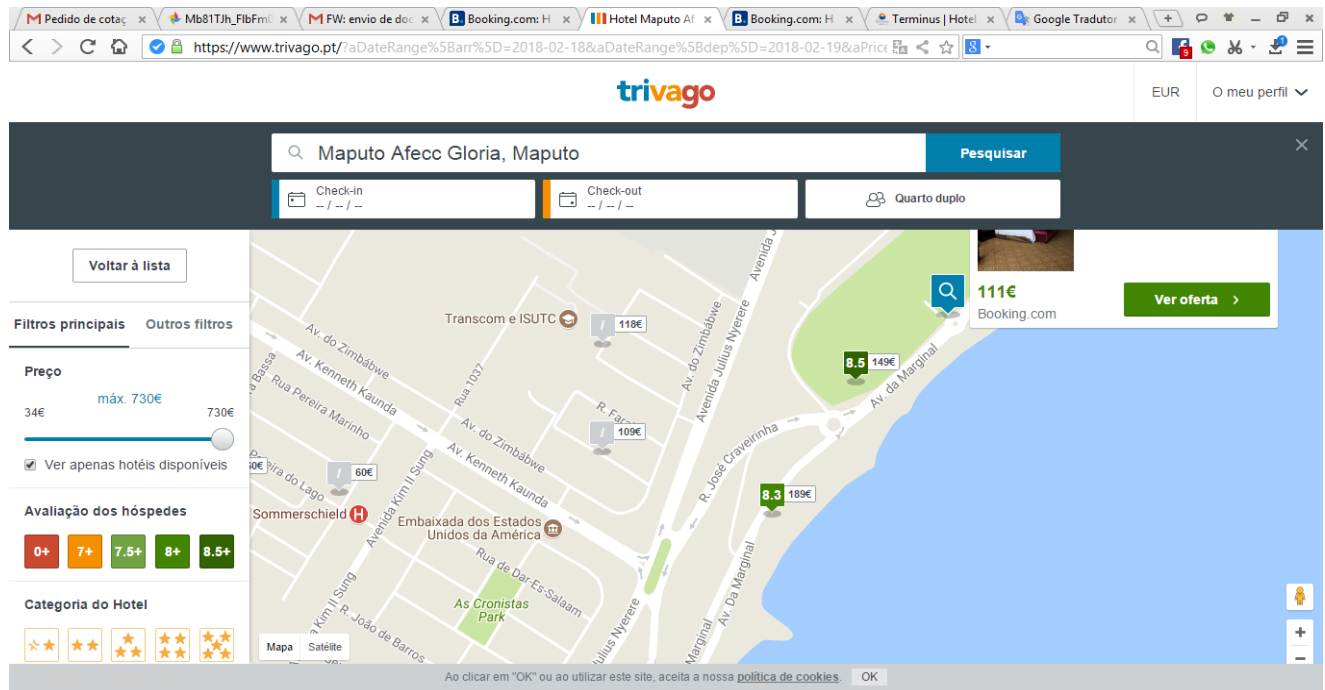 Pedido de cotaç
Mb81TJh_FlbFm
FW: envio de doc
Booking.com: H
Hotel Maputo Af
Booking.com: H
Terminus | Hotel
Google Tradutor
https://www.trivago.pt/?aDateRange%5Barr%5D=2018-02-18&aDateRange%5Bdep%5D=2018-02-19&aPrice
9
trivago
EUR
O meu perfil
Maputo Afecc Gloria, Maputo
Pesquisar
Check-in
-- / -- / --
Check-out
-- / -- / --
Quarto duplo
Voltar à lista
Filtros principais
Outros filtros
Preço
máx. 730€
34€
730€
Ver apenas hotéis disponíveis
Avaliação dos hóspedes
0+
7+
7.5+
8+
8.5+
Categoria do Hotel
111€
Booking.com
Ver oferta
Transcom e ISUTC
118€
8.5
149€
109€
60€
8.3
189€
Sommerschield
H
Embaixada dos Estados
Unidos da América
As Cronistas
Park
Av. do Zimbábwe
Av. Kenneth Kaunda
Rua Pereira Marinho
Rua 1037
Av. do Zimbábwe
Av. Kenneth Kaunda
Av. do Zimbábwe
Avenida Julius Nyerere
Av. da Marginal
R. José Craveirinha
Avenida Kim Il Sung
Rua de Dar-Es-Salaam
R. João de Barros
Av. Da Marginal
Mapa
Satélite
Ao clicar em "OK" ou ao utilizar este site, aceita a nossa política de cookies.
OK